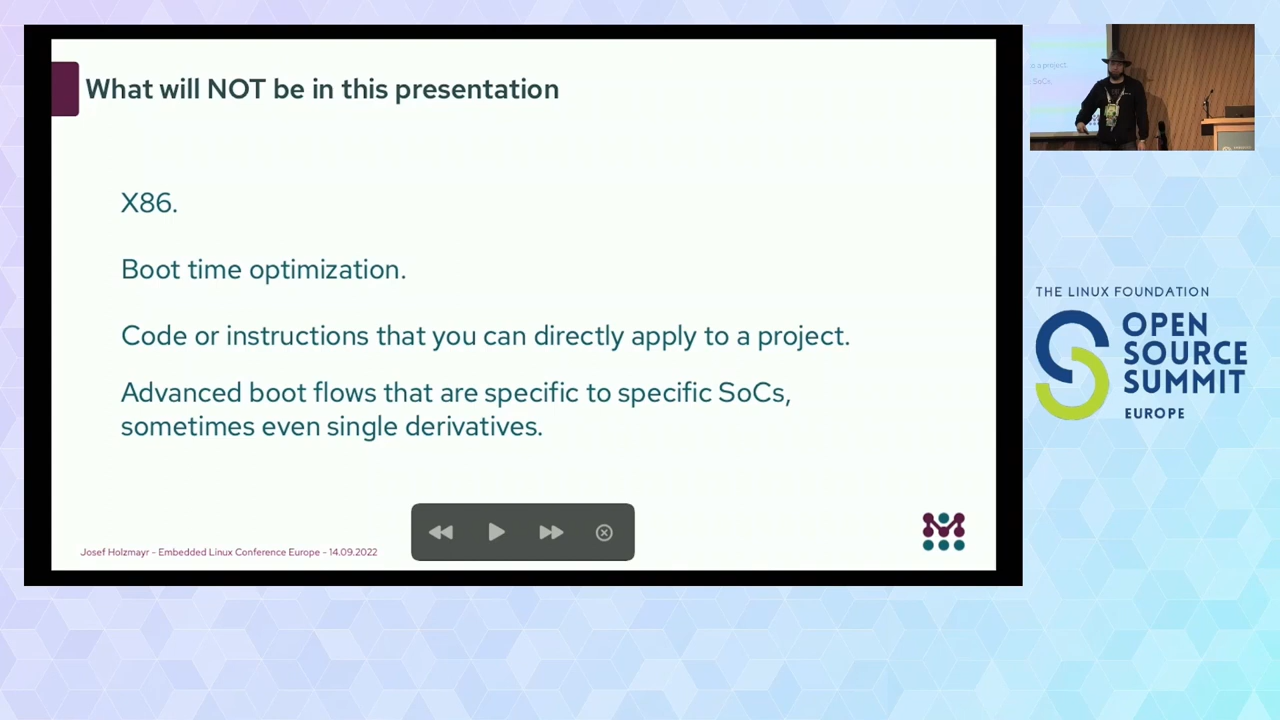 What will NOT be in this presentation
X86.
Boot time optimization.
Code or instructions that you can directly apply to a project.
Advanced boot flows that are specific to specific SoCs,
sometimes even single derivatives.
Josef Holzmayr - Embedded Linux Conference Europe - 14.09.2022
o a project.
SoCs,
THE LINUX FOUNDATION
OPEN
SOURCE
SUMMIT
EUROPE